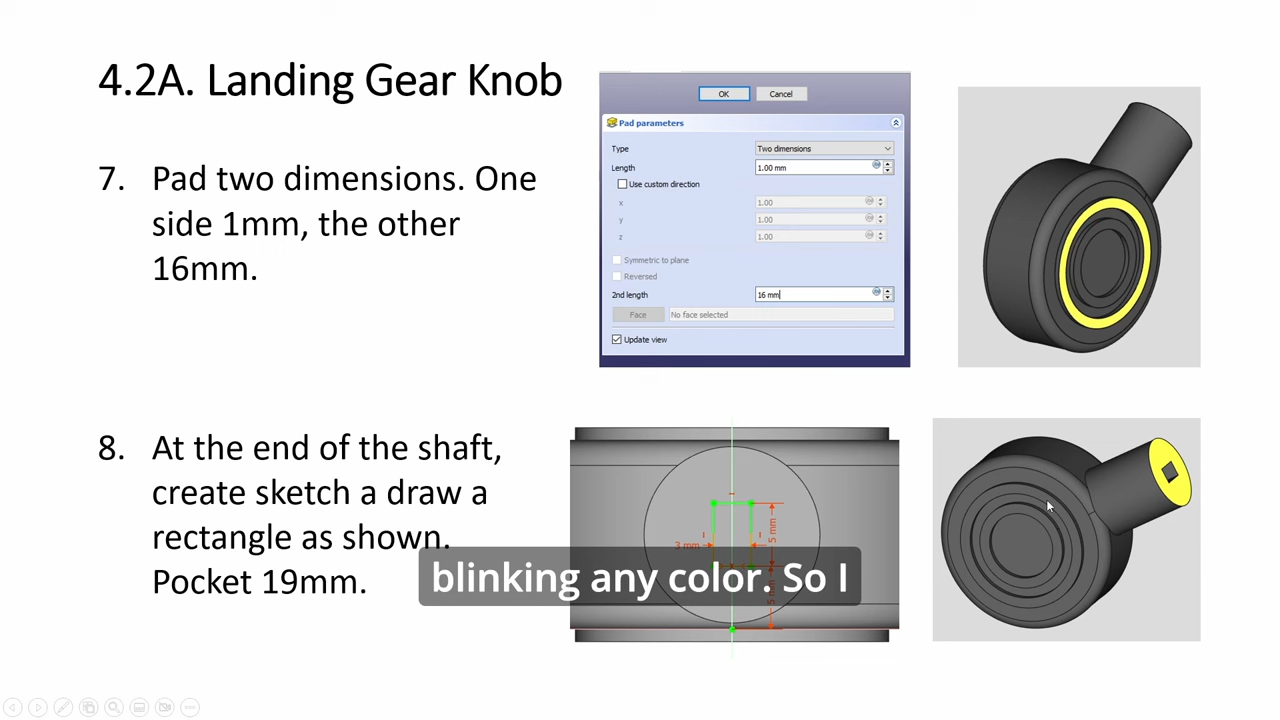 4.2A. Landing Gear Knob
7. Pad two dimensions. One
side 1mm, the other
16mm.
OK Cancel
Pad parameters
Type Two dimensions
Length 1.00 mm
Use custom direction
x 1.00
y 1.00
z 1.00
Symmetric to plane
Reversed
2nd length 16 mm
Face No face selected
Update view
8. At the end of the shaft,
create sketch a draw a
rectangle as shown.
Pocket 19mm.
3 mm
5 mm
5 mm
blinking any color. So I